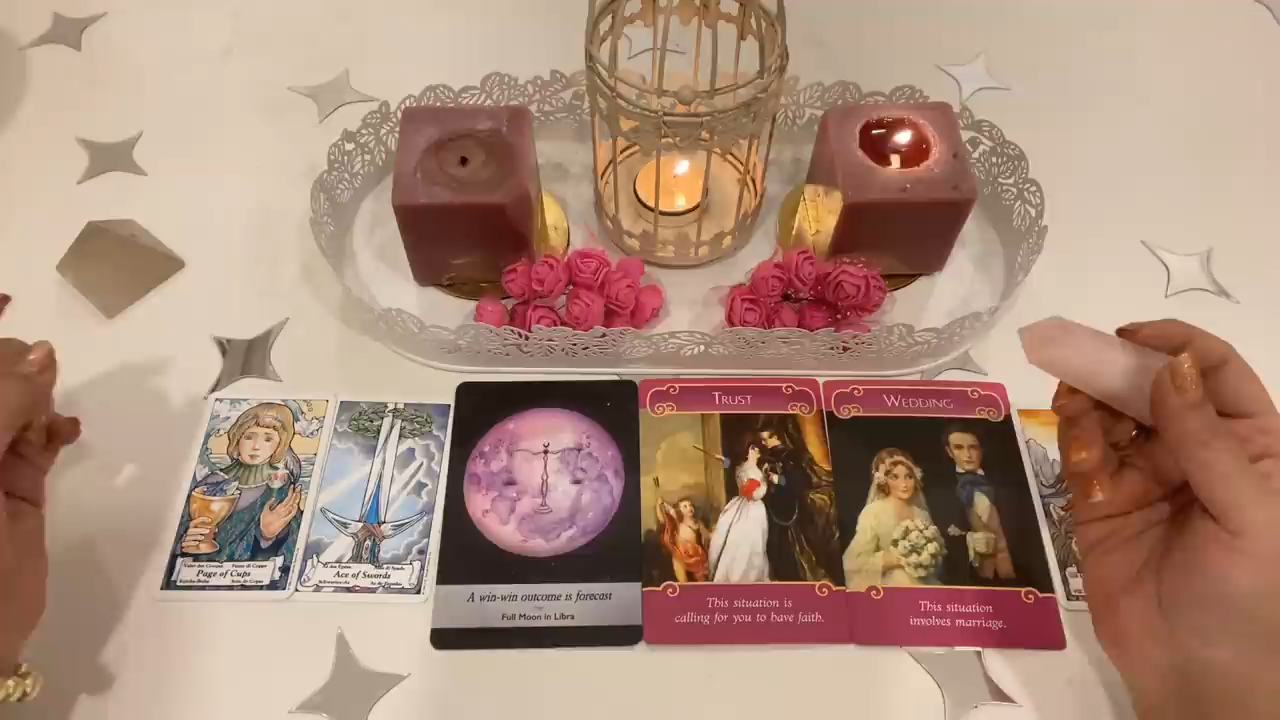 Page of Cups
Ace of Swords
A win-win outcome is forecast
Full Moon in Libra
TRUST
This situation is
calling for you to have faith.
WEDDING
This situation
involves marriage.